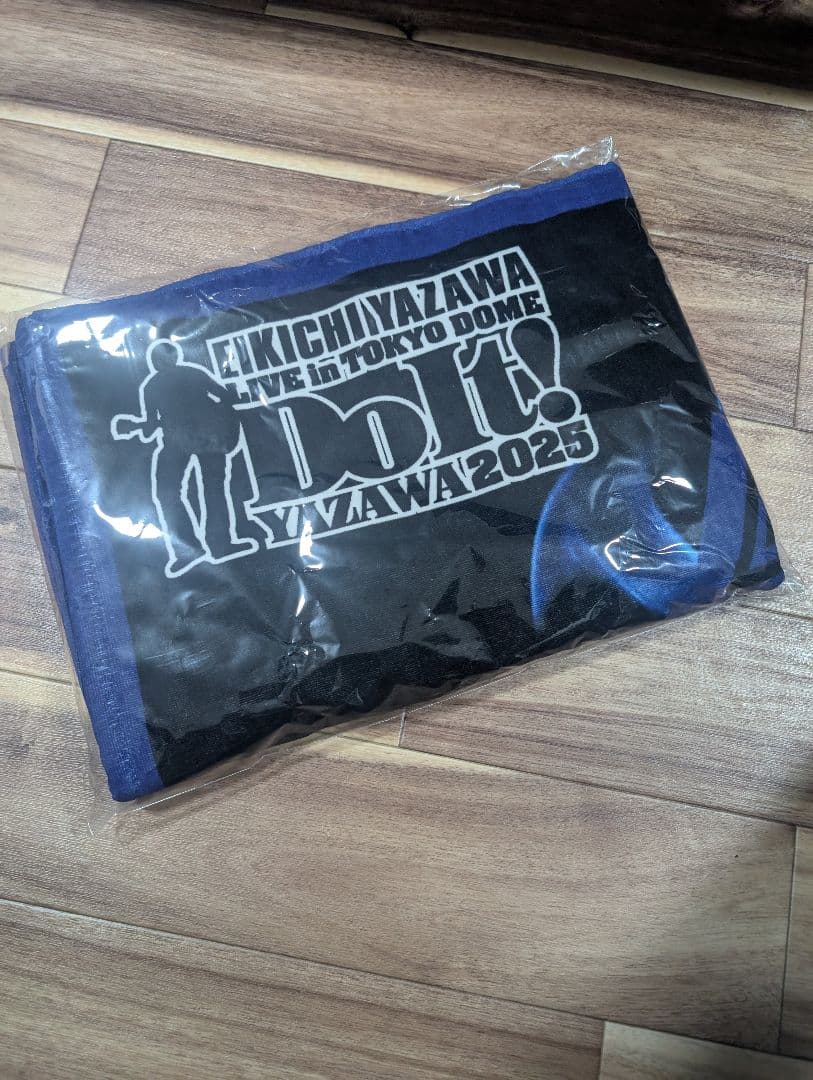 EIKICHI YAZAWA
LIVE in TOKYO DOME
Do It!
YAZAWA 2025